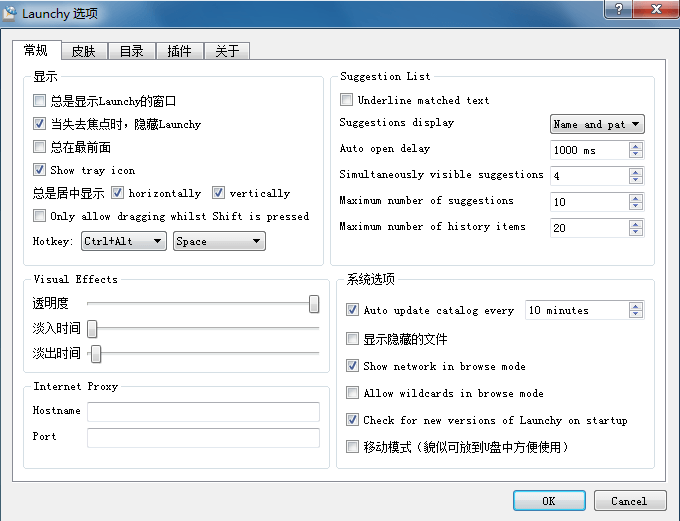 Launchy 选项
常规 皮肤 目录 插件 关于
显示
总是显示Launchy的窗口
当失去焦点时，隐藏Launchy
总在最前面
Show tray icon
总是居中显示 horizontally vertically
Only allow dragging whilst Shift is pressed
Hotkey: Ctrl+Alt Space
Suggestion List
Underline matched text
Suggestions display Name and pat
Auto open delay 1000 ms
Simultaneously visible suggestions 4
Maximum number of suggestions 10
Maximum number of history items 20
Visual Effects
透明度
淡入时间
淡出时间
Internet Proxy
Hostname
Port
系统选项
Auto update catalog every 10 minutes
显示隐藏的文件
Show network in browse mode
Allow wildcards in browse mode
Check for new versions of Launchy on startup
移动模式（貌似可放到U盘中方便使用）
OK Cancel